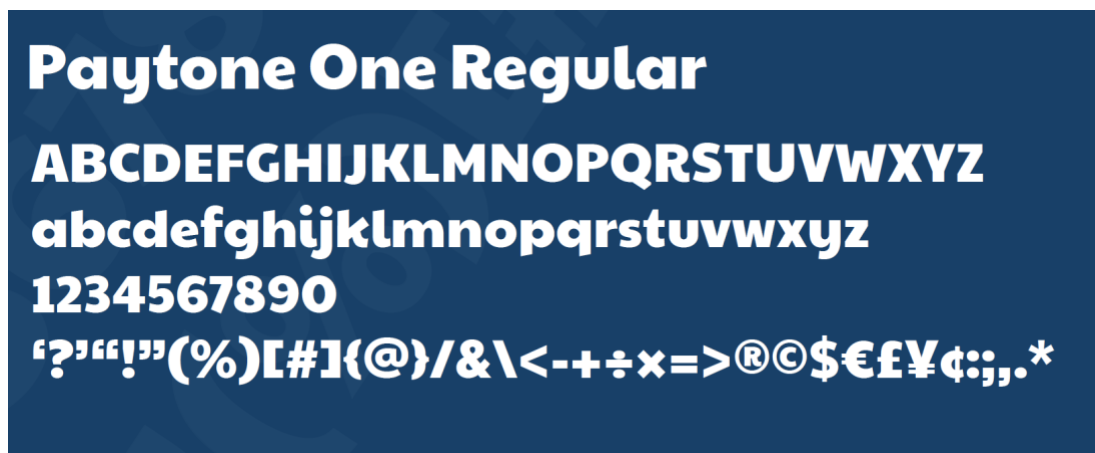 Paytone One Regular
ABCDEFGHIJKLMNOPQRSTUVWXYZ
abcdefghijklmnopqrstuvwxyz
1234567890
‘?’“!”(%)[#]{@}/&\<-+÷×=>®©$€£¥¢:;,.*